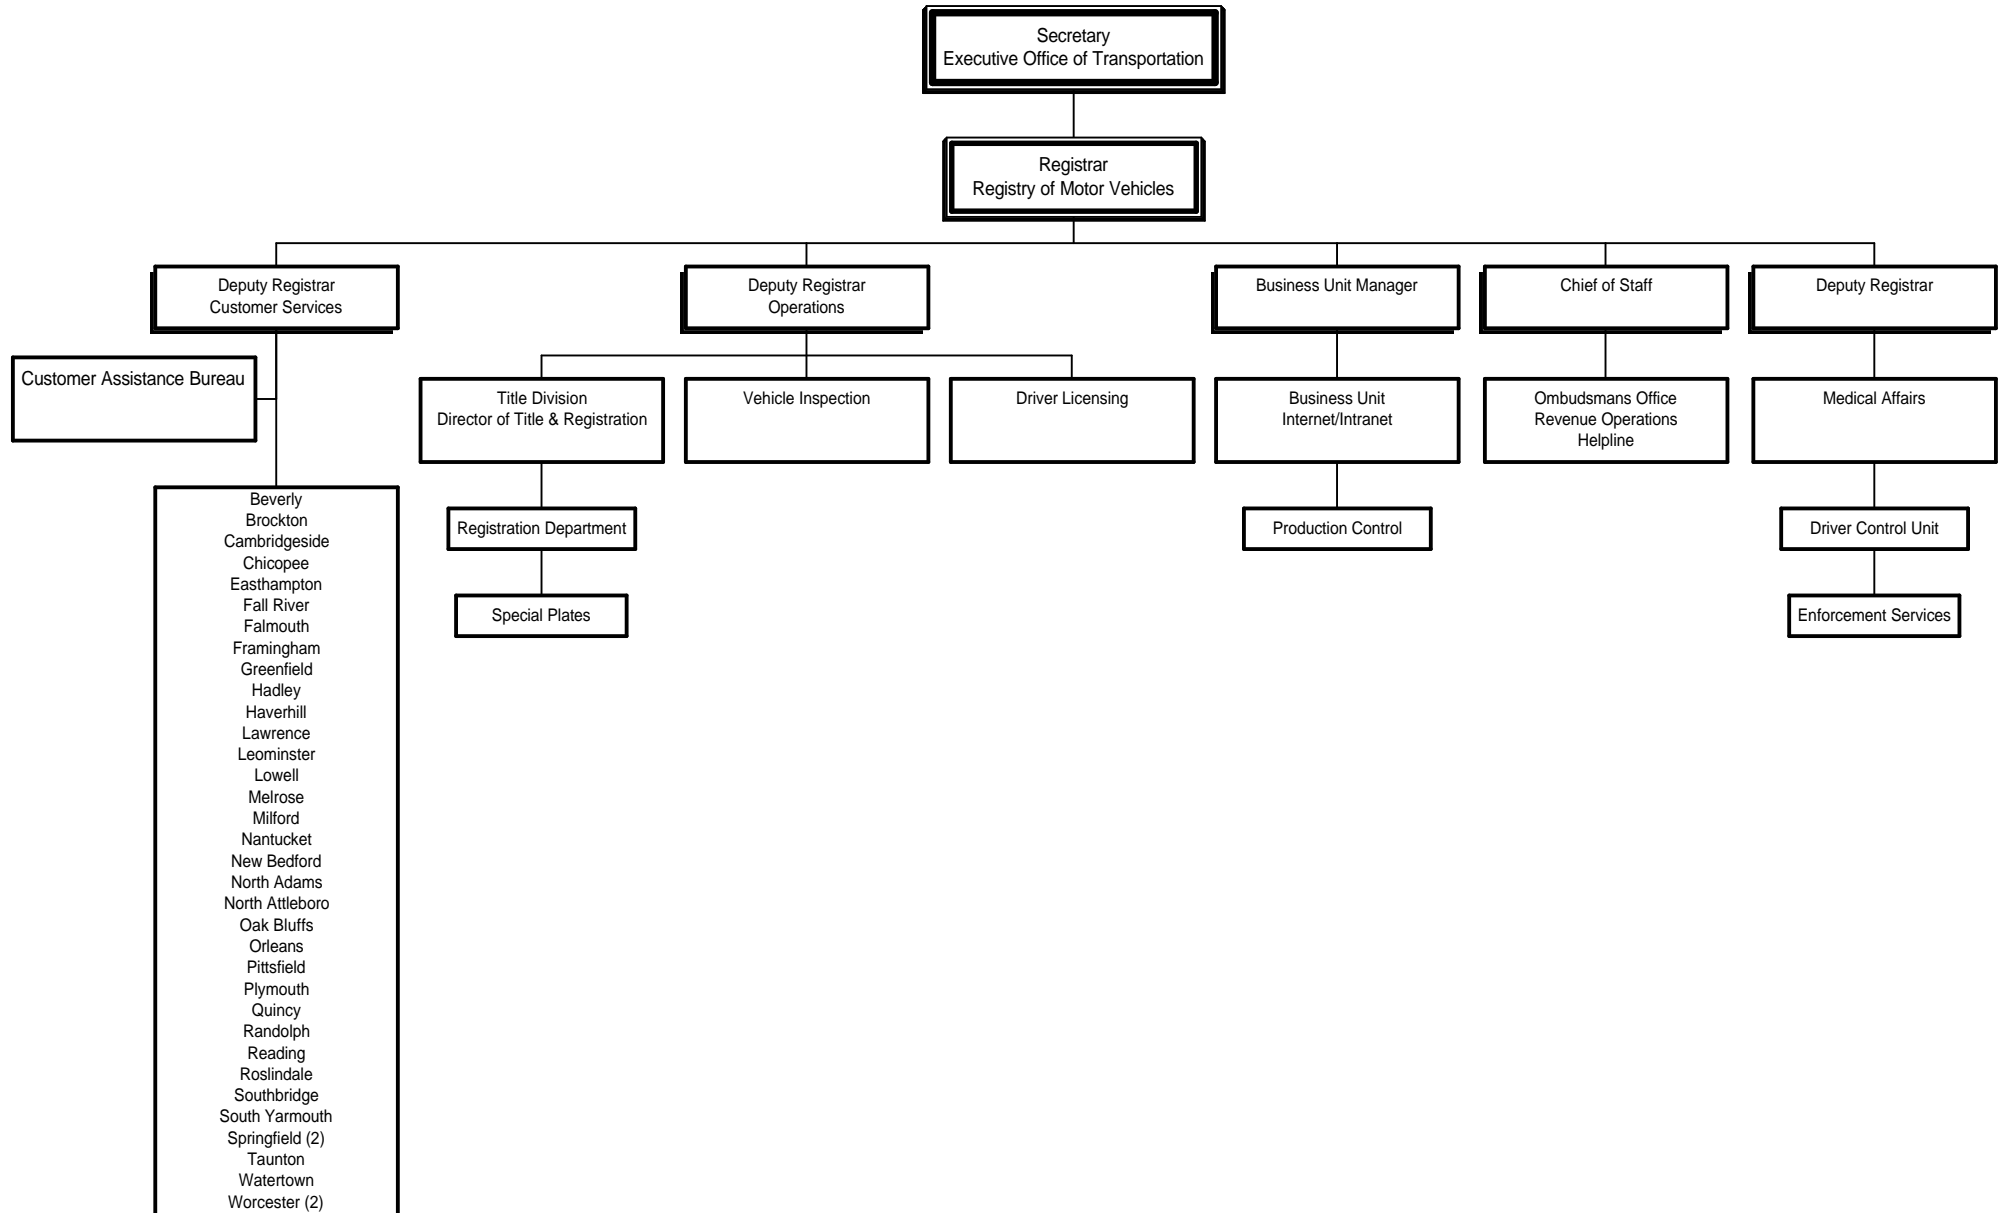 Secretary
Executive Office of Transportation
Registrar
Registry of Motor Vehicles
Deputy Registrar
Customer Services
Deputy Registrar
Operations
Business Unit Manager
Chief of Staff
Deputy Registrar
Customer Assistance Bureau
Title Division
Director of Title & Registration
Vehicle Inspection
Driver Licensing
Business Unit
Internet/Intranet
Ombudsmans Office
Revenue Operations
Helpline
Medical Affairs
Registration Department
Production Control
Driver Control Unit
Special Plates
Enforcement Services
Beverly
Brockton
Cambridgeside
Chicopee
Easthampton
Fall River
Falmouth
Framingham
Greenfield
Hadley
Haverhill
Lawrence
Leominster
Lowell
Melrose
Milford
Nantucket
New Bedford
North Adams
North Attleboro
Oak Bluffs
Orleans
Pittsfield
Plymouth
Quincy
Randolph
Reading
Roslindale
Southbridge
South Yarmouth
Springfield (2)
Taunton
Watertown
Worcester (2)